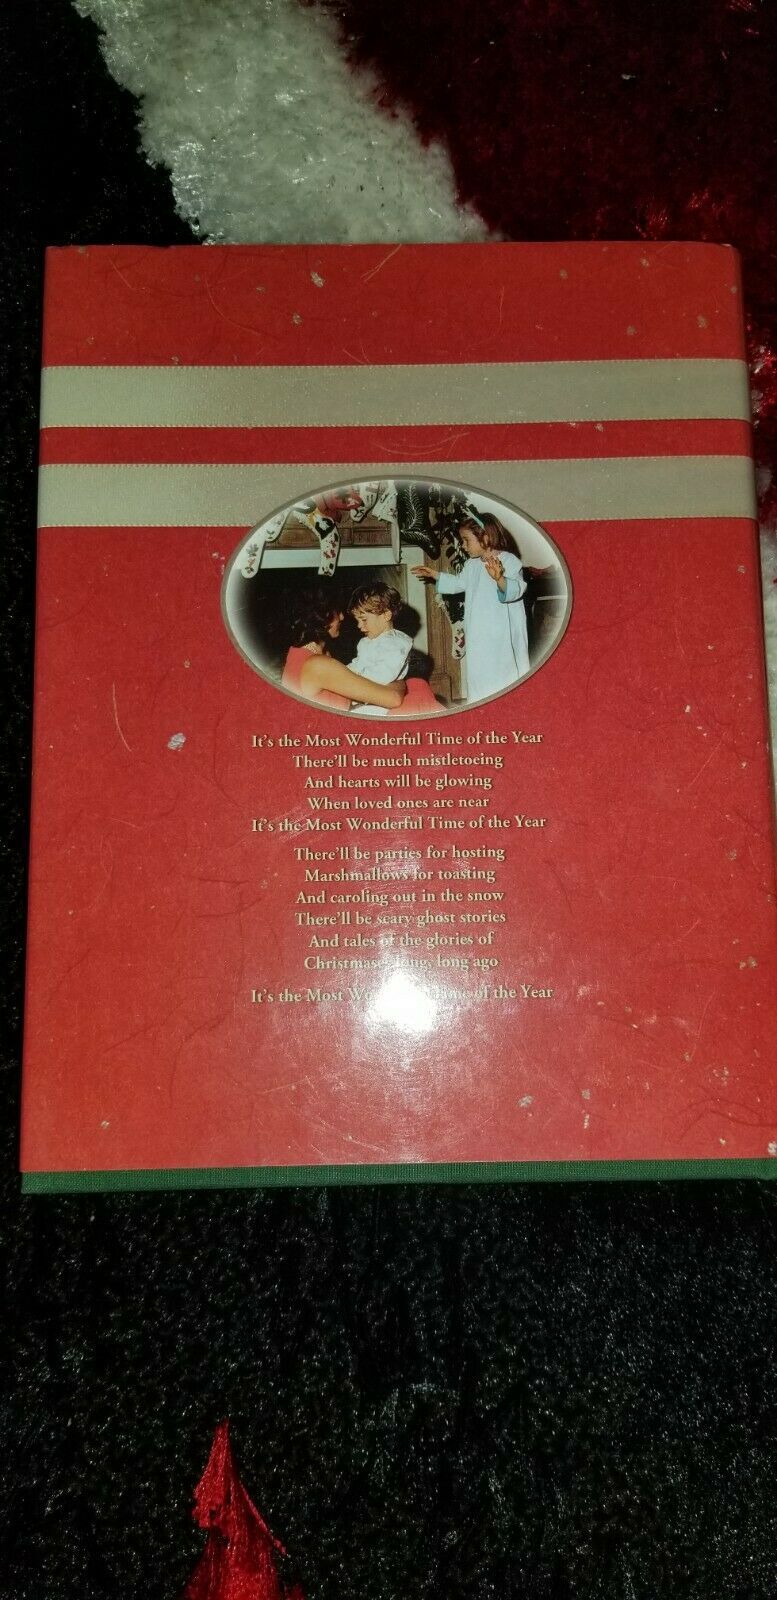 It's the Most Wonderful Time of the Year
There'll be much mistletoeing
And hearts will be glowing
When loved ones are near
It's the Most Wonderful Time of the Year
There'll be parties for hosting
Marshmallows for toasting
And caroling out in the snow
There'll be scary ghost stories
And tales of the glories of
Christmases long, long ago
It's the Most Wonderful Time of the Year